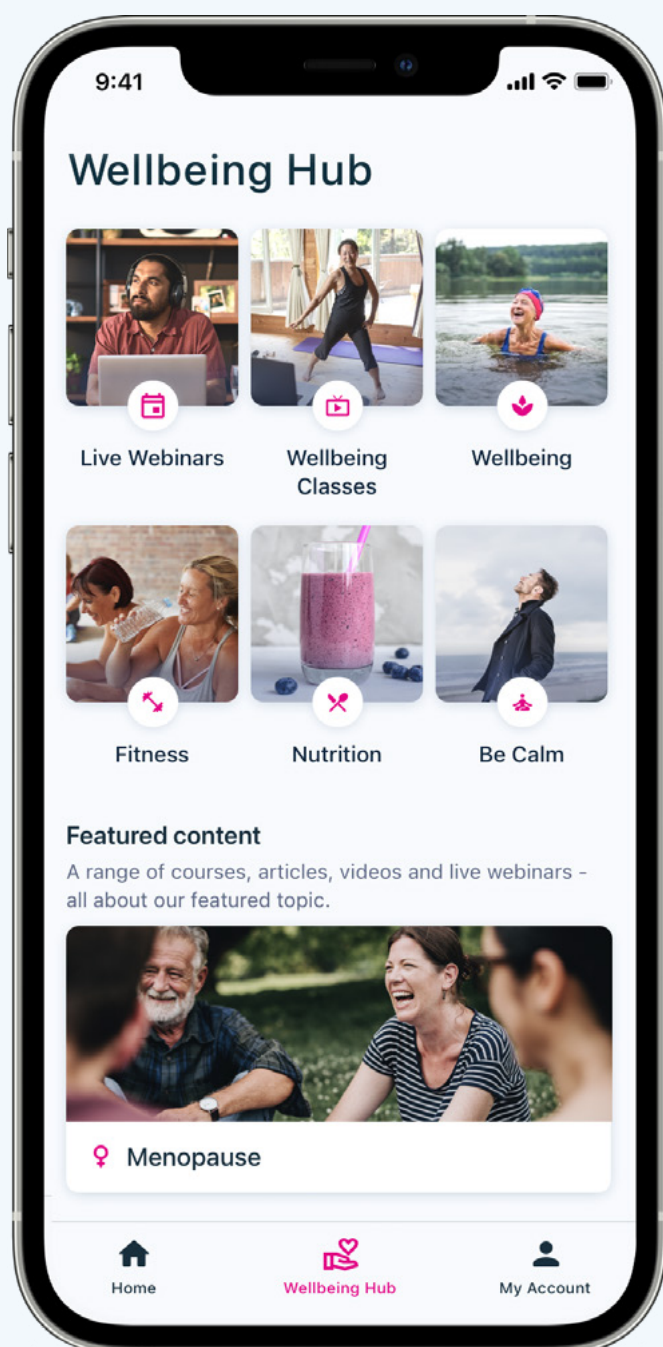 9:41
Wellbeing Hub
Live Webinars
Wellbeing
Classes
Wellbeing
Fitness
Nutrition
Be Calm
Featured content
A range of courses, articles, videos and live webinars -
all about our featured topic.
Menopause
Home
Wellbeing Hub
My Account